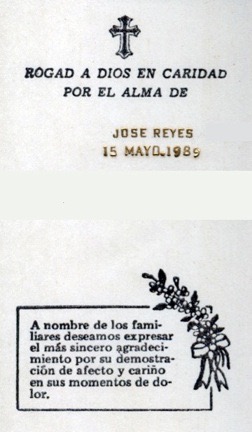 ROGAD A DIOS EN CARIDAD
POR EL ALMA DE
JOSE REYES
15 MAYO.1989
A nombre de los fami-
liares deseamos expresar
el más sincero agradeci-
miento por su demostra-
ción de afecto y cariño
en sus momentos de do-
lor.